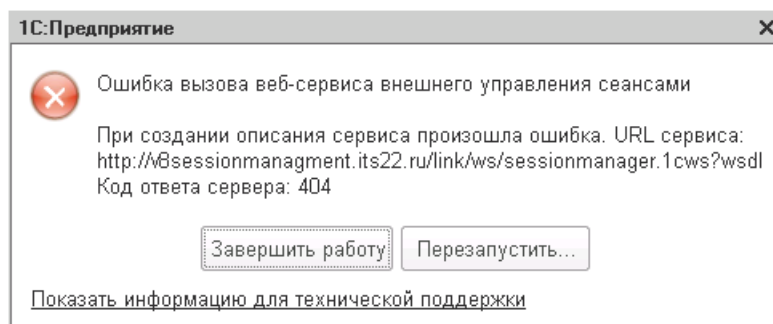 1С:Предприятие
Ошибка вызова веб-сервиса внешнего управления сеансами
При создании описания сервиса произошла ошибка. URL сервиса:
http://v8sessionmanagment.its22.ru/link/ws/sessionmanager.1cws?wsdl
Код ответа сервера: 404
Завершить работу Перезапустить...
Показать информацию для технической поддержки